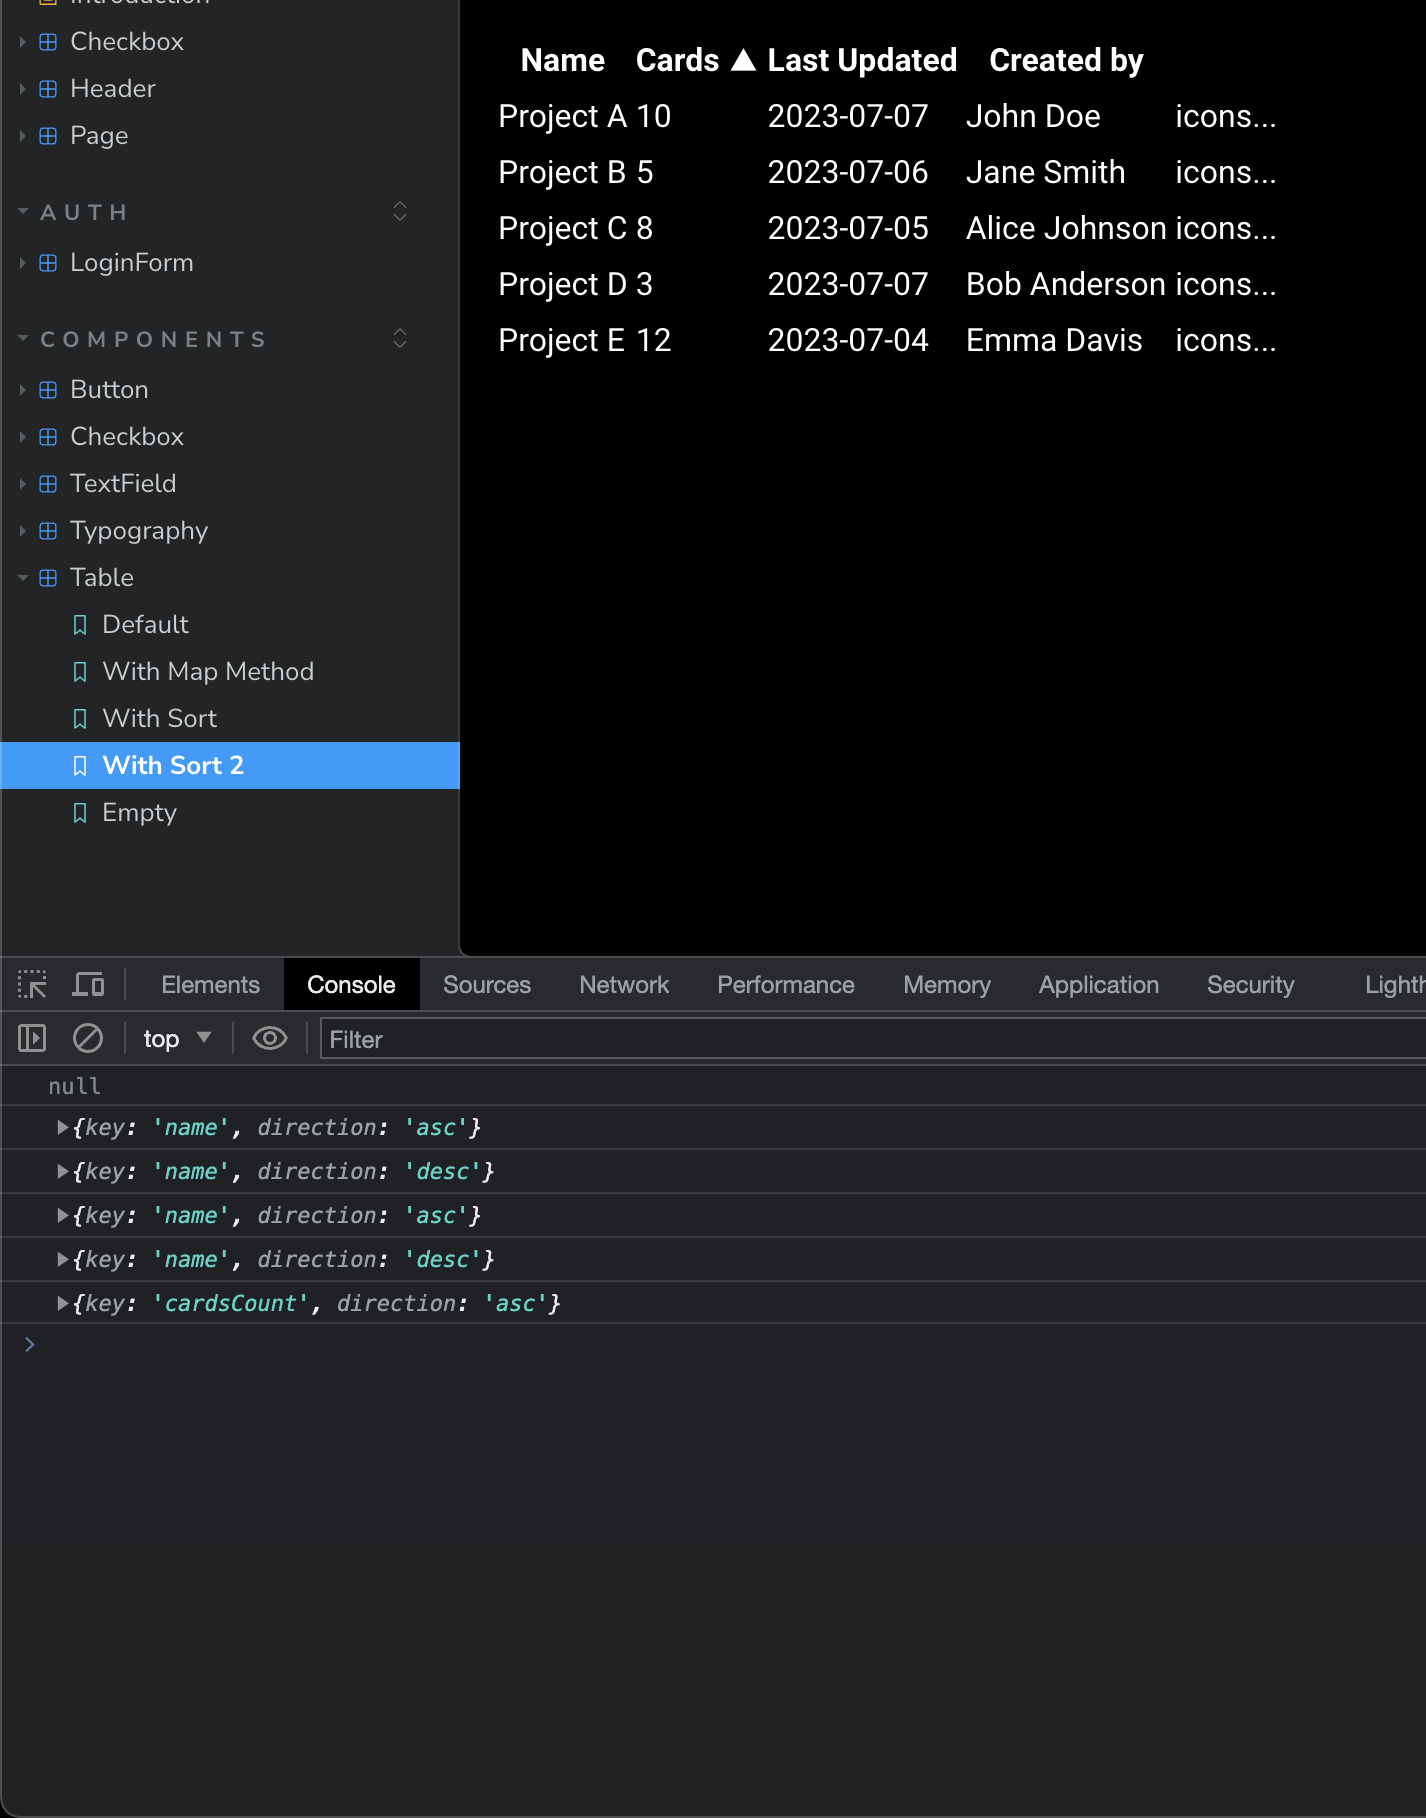 Introduction
Checkbox
Header
Page
AUTH
LoginForm
COMPONENTS
Button
Checkbox
TextField
Typography
Table
Default
With Map Method
With Sort
With Sort 2
Empty
Name Cards ▲ Last Updated Created by
Project A 10 2023-07-07 John Doe icons...
Project B 5 2023-07-06 Jane Smith icons...
Project C 8 2023-07-05 Alice Johnson icons...
Project D 3 2023-07-07 Bob Anderson icons...
Project E 12 2023-07-04 Emma Davis icons...
Elements Console Sources Network Performance Memory Application Security Lighth
top ▼ Filter
null
▶{key: 'name', direction: 'asc'}
▶{key: 'name', direction: 'desc'}
▶{key: 'name', direction: 'asc'}
▶{key: 'name', direction: 'desc'}
▶{key: 'cardsCount', direction: 'asc'}
>